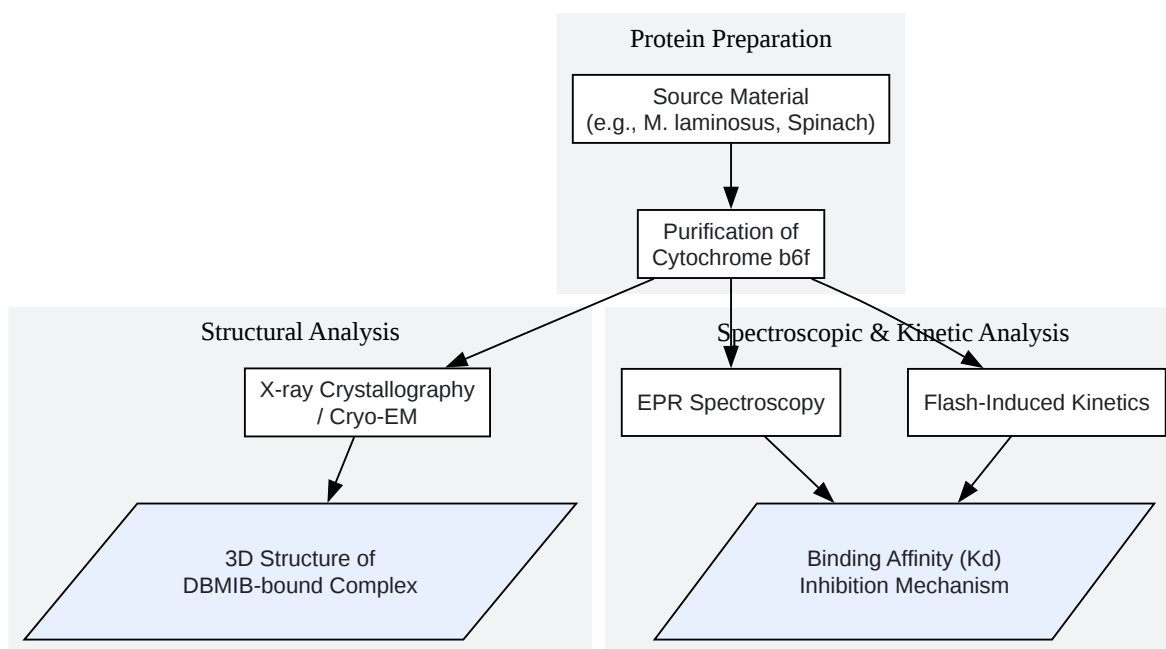 Protein Preparation
Source Material
(e.g., M. laminosus, Spinach)
Purification of
Cytochrome b6f
Structural Analysis
Spectroscopic & Kinetic Analysis
X-ray Crystallography
/ Cryo-EM
EPR Spectroscopy
Flash-Induced Kinetics
3D Structure of
DBMIB-bound Complex
Binding Affinity (Kd)
Inhibition Mechanism